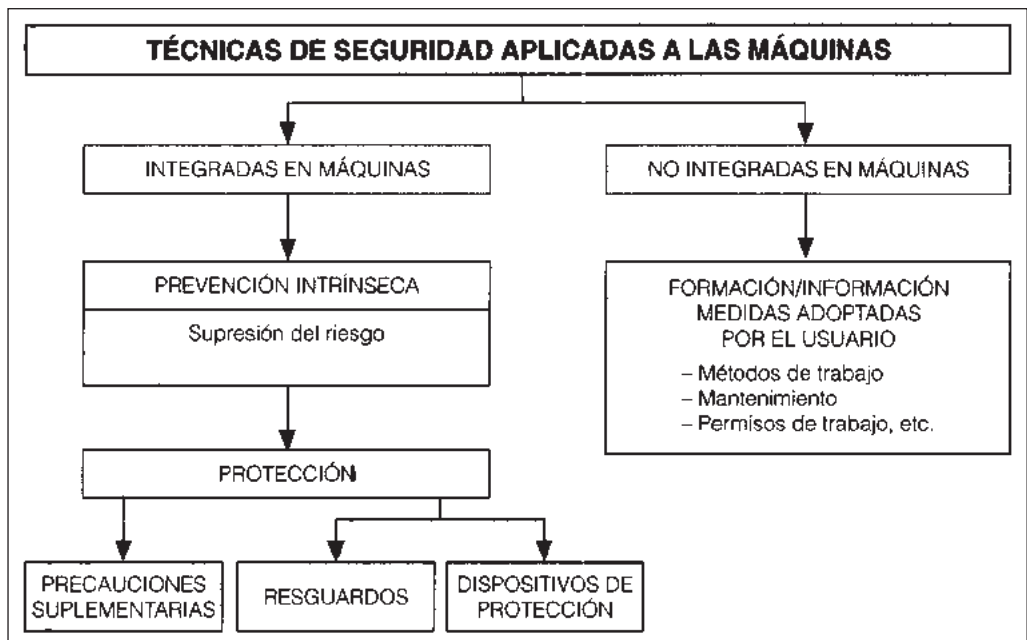 TÉCNICAS DE SEGURIDAD APLICADAS A LAS MÁQUINAS
INTEGRADAS EN MÁQUINAS
NO INTEGRADAS EN MÁQUINAS
PREVENCIÓN INTRÍNSECA
Supresión del riesgo
FORMACIÓN/INFORMACIÓN
MEDIDAS ADOPTADAS
POR EL USUARIO
– Métodos de trabajo
– Mantenimiento
– Permisos de trabajo, etc.
PROTECCIÓN
PRECAUCIONES
SUPLEMENTARIAS
RESGUARDOS
DISPOSITIVOS DE
PROTECCIÓN